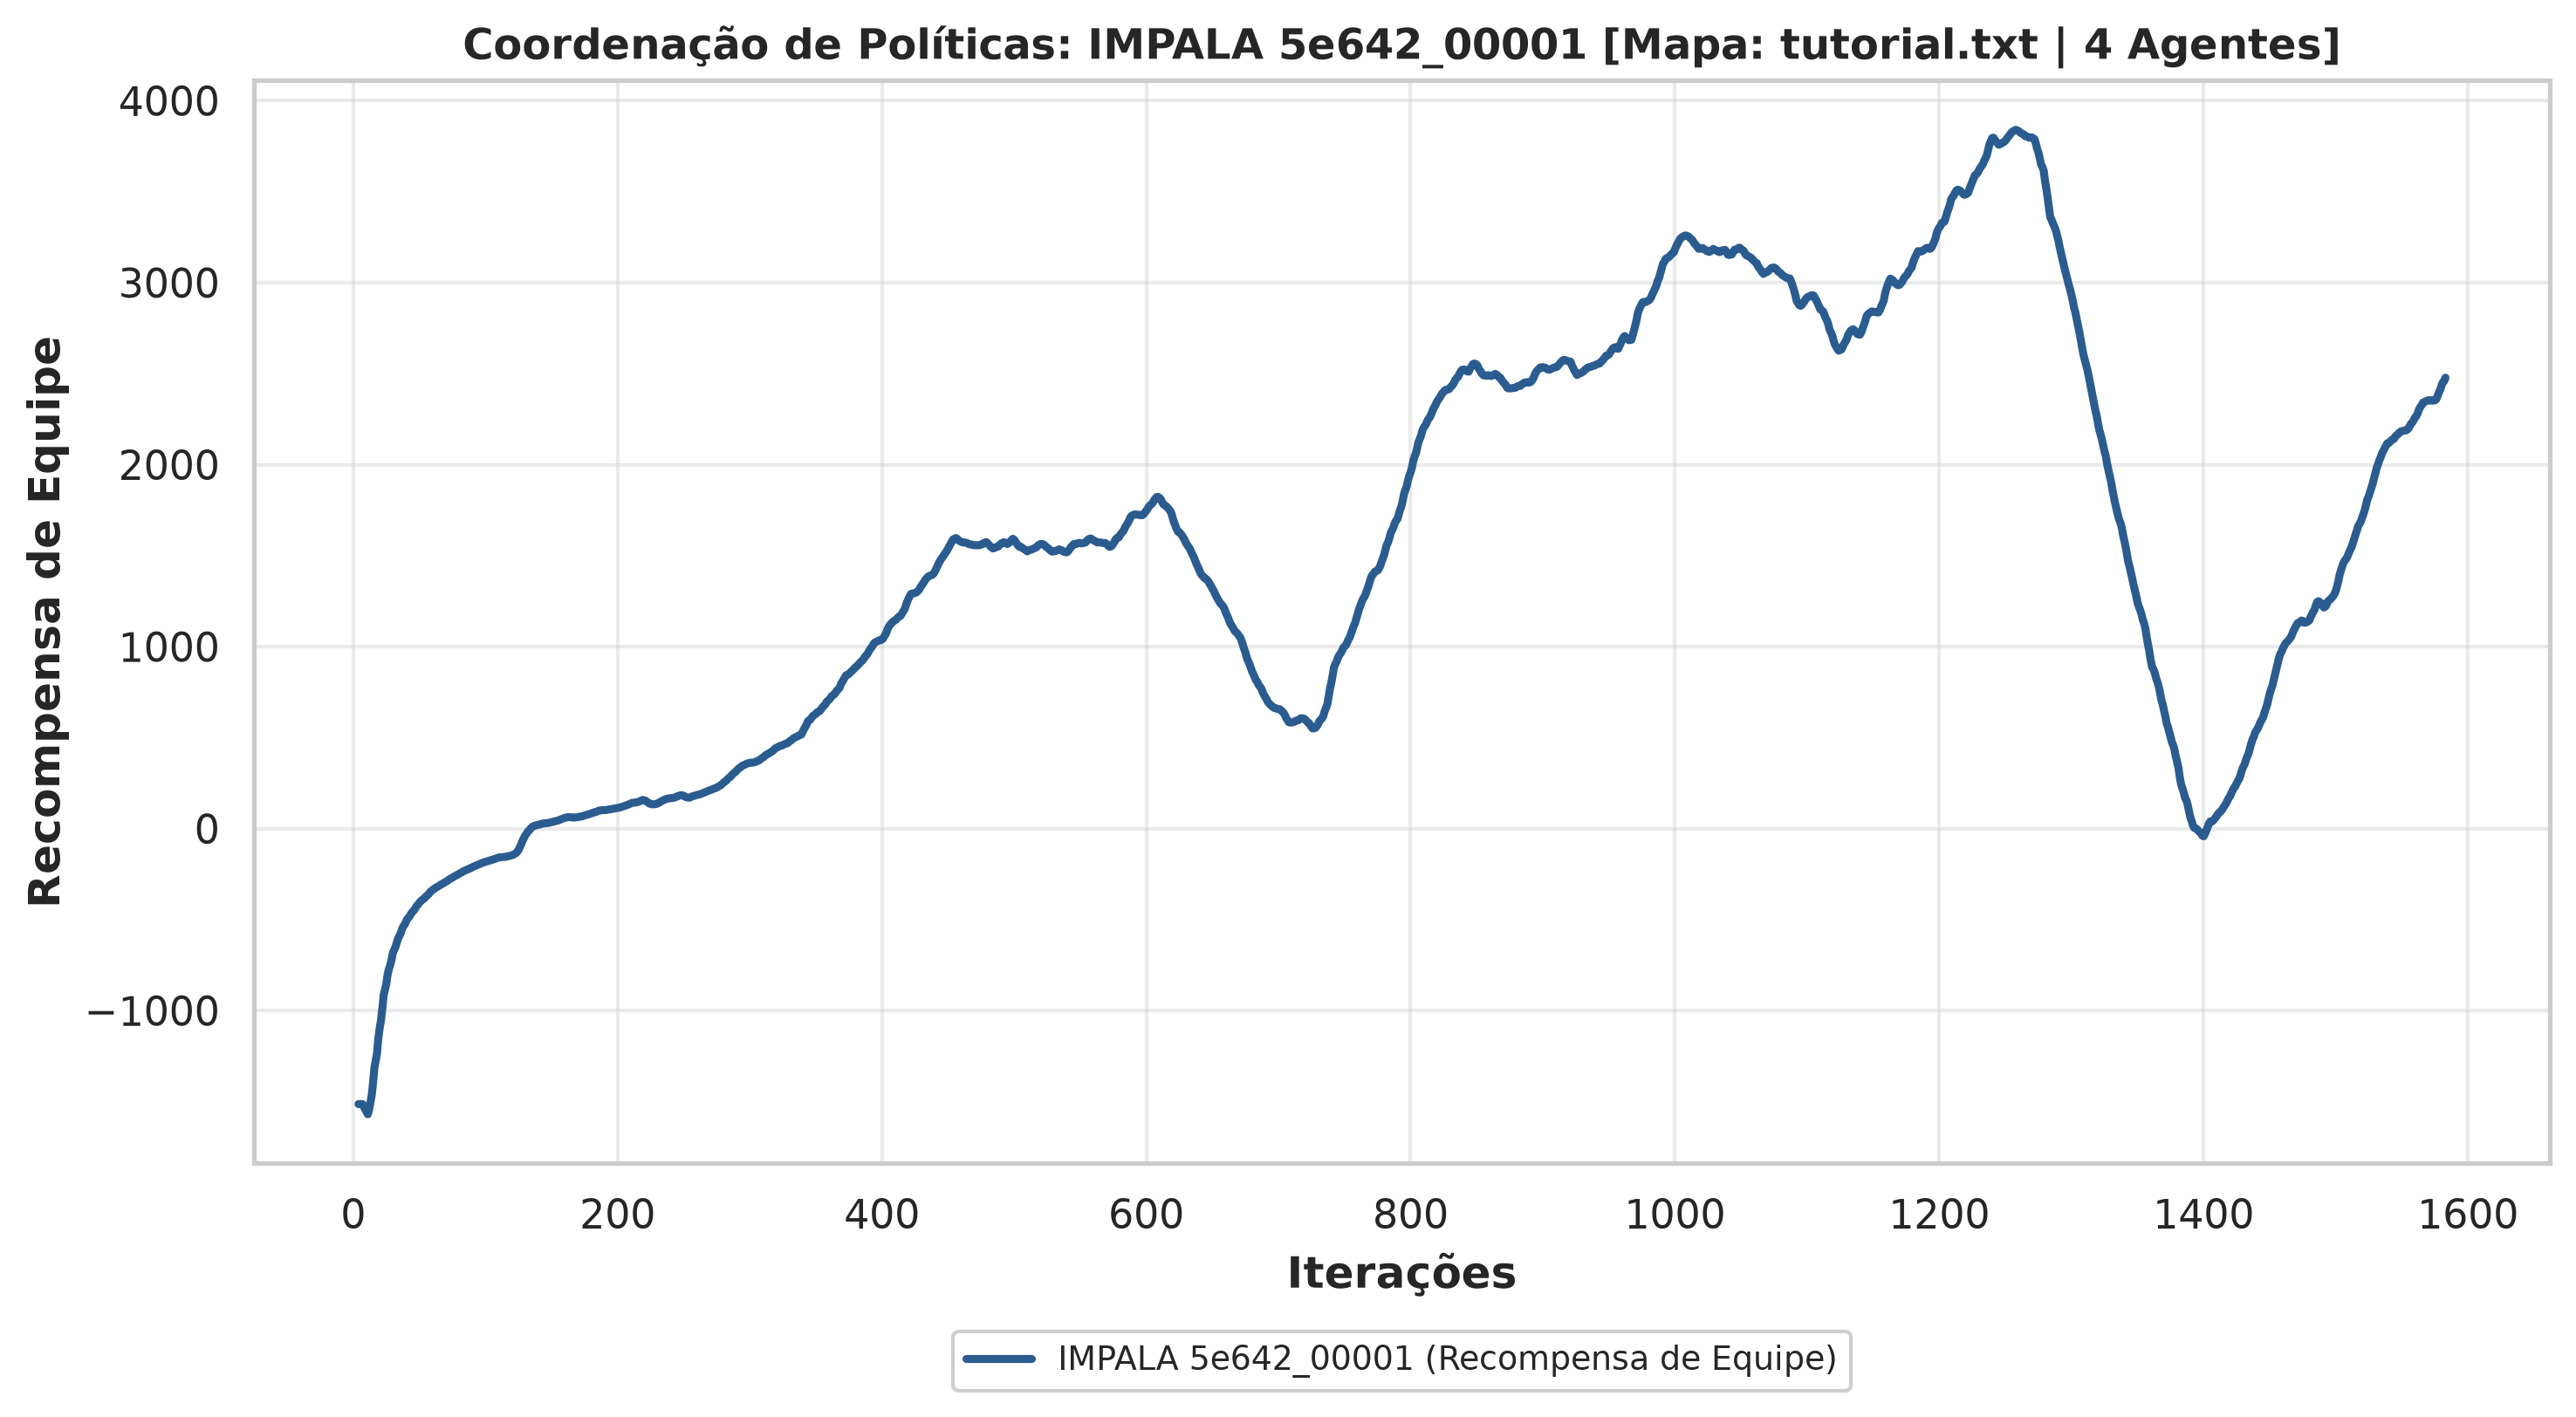 Coordenação de Políticas: IMPALA 5e642_00001 [Mapa: tutorial.txt | 4 Agentes]
Recompensa de Equipe
4000
3000
2000
1000
0
−1000
0 200 400 600 800 1000 1200 1400 1600
Iterações
IMPALA 5e642_00001 (Recompensa de Equipe)